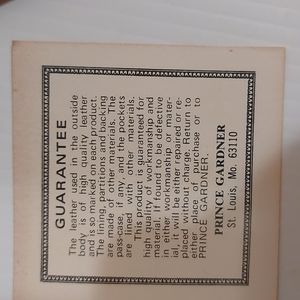 GUARANTEE
The leather used in the outside
body is of high quality leather
and is so marked on each product.
The lining, partitions and backing
are made of other materials. The
pass-case, if any, and the pockets
are lined with other materials.
This product is guaranteed for
high quality of workmanship and
material. If found to be defective
in either workmanship or mater-
ial, it will be either repaired or re-
placed without charge. Return to
either place of purchase or to
PRINCE GARDNER.
PRINCE GARDNER
St. Louis, Mo. 63110